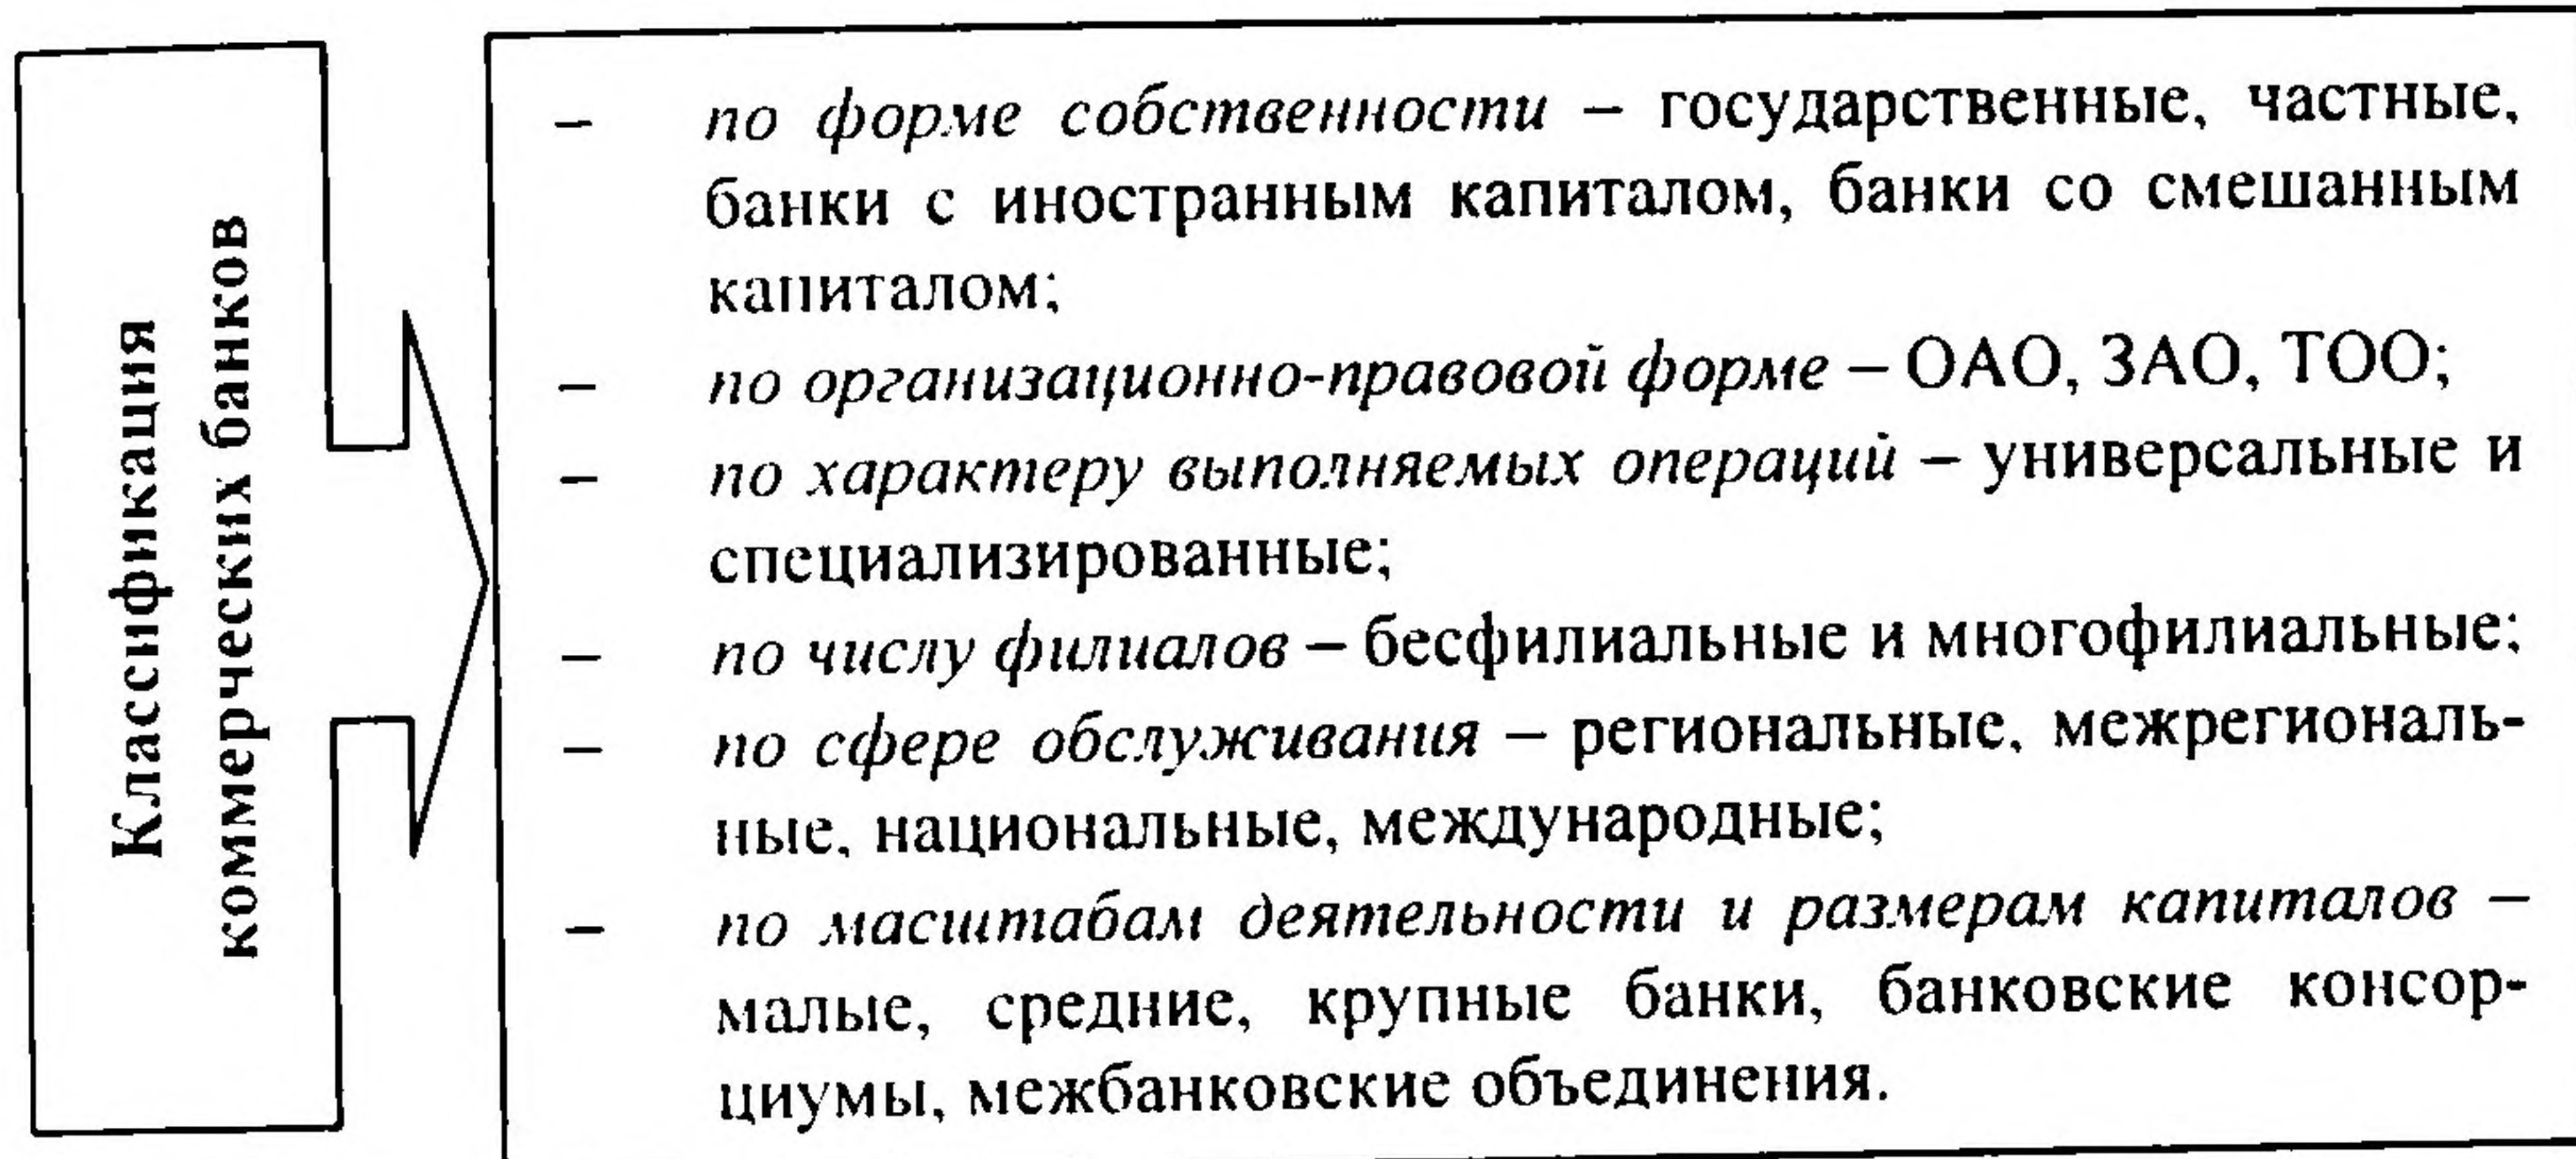 Классификация
коммерческих банков
– по форме собственности – государственные, частные,
банки с иностранным капиталом, банки со смешанным
капиталом;
– по организационно-правовой форме – ОАО, ЗАО, ТОО;
– по характеру выполняемых операций – универсальные и
специализированные;
– по числу филиалов – бесфилиальные и многофилиальные;
– по сфере обслуживания – региональные, межрегиональ-
ные, национальные, международные;
– по масштабам деятельности и размерам капиталов –
малые, средние, крупные банки, банковские консор-
циумы, межбанковские объединения.